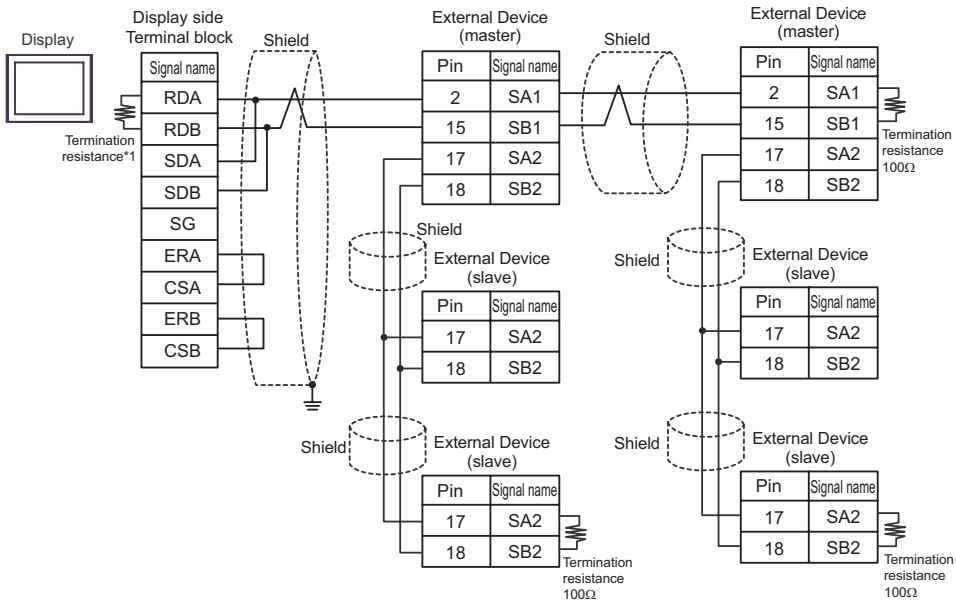 Display
Display side
Terminal block
Signal name
RDA
RDB
SDA
SDB
SG
ERA
CSA
ERB
CSB
Termination
resistance*1
Shield
External Device
(master)
Pin Signal name
2 SA1
15 SB1
17 SA2
18 SB2
Shield
External Device
(master)
Pin Signal name
2 SA1
15 SB1
17 SA2
18 SB2
Termination
resistance
100Ω
Shield
External Device
(slave)
Pin Signal name
17 SA2
18 SB2
Shield
External Device
(slave)
Pin Signal name
17 SA2
18 SB2
Shield
External Device
(slave)
Pin Signal name
17 SA2
18 SB2
Termination
resistance
100Ω
Shield
External Device
(slave)
Pin Signal name
17 SA2
18 SB2
Termination
resistance
100Ω